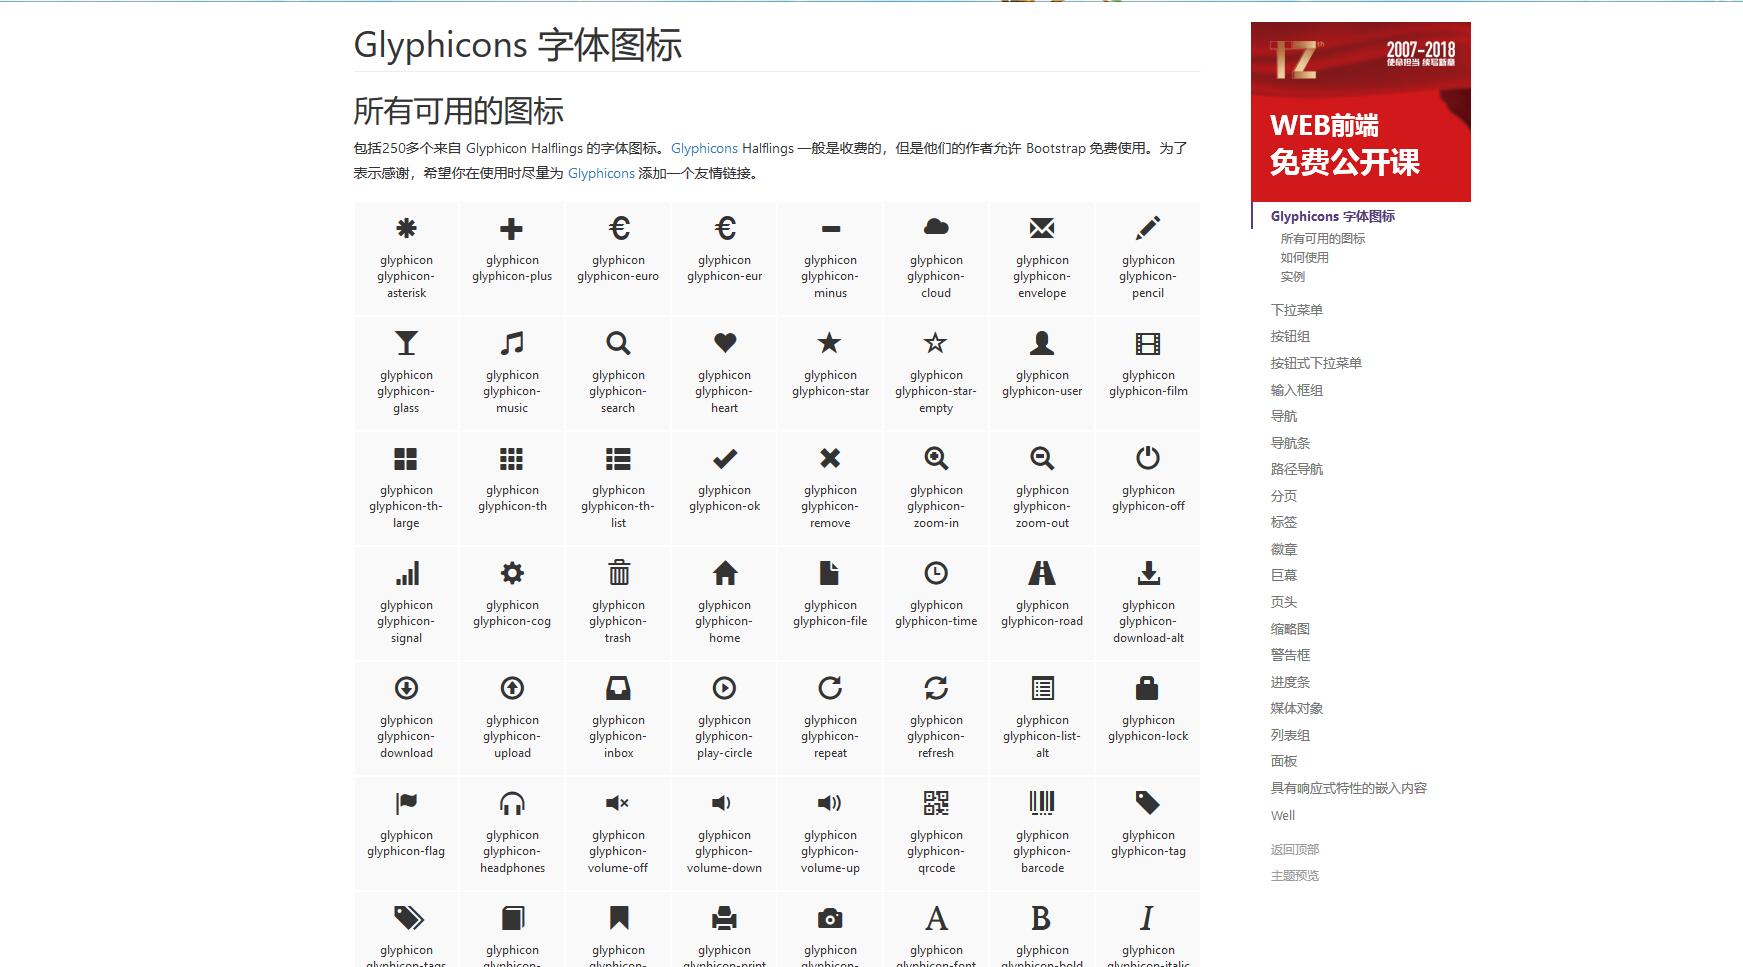 Glyphicons 字体图标
所有可用的图标
包括250多个来自 Glyphicon Halflings 的字体图标。Glyphicons Halflings 一般是收费的，但是他们的作者允许 Bootstrap 免费使用。为了
表示感谢，希望你在使用时尽量为 Glyphicons 添加一个友情链接。
glyphicon glyphicon-asterisk
glyphicon glyphicon-plus
glyphicon glyphicon-euro
glyphicon glyphicon-eur
glyphicon glyphicon-minus
glyphicon glyphicon-cloud
glyphicon glyphicon-envelope
glyphicon glyphicon-pencil
glyphicon glyphicon-glass
glyphicon glyphicon-music
glyphicon glyphicon-search
glyphicon glyphicon-heart
glyphicon glyphicon-star
glyphicon glyphicon-star-empty
glyphicon glyphicon-user
glyphicon glyphicon-film
glyphicon glyphicon-th-large
glyphicon glyphicon-th
glyphicon glyphicon-th-list
glyphicon glyphicon-ok
glyphicon glyphicon-remove
glyphicon glyphicon-zoom-in
glyphicon glyphicon-zoom-out
glyphicon glyphicon-off
glyphicon glyphicon-signal
glyphicon glyphicon-cog
glyphicon glyphicon-trash
glyphicon glyphicon-home
glyphicon glyphicon-file
glyphicon glyphicon-time
glyphicon glyphicon-road
glyphicon glyphicon-download-alt
glyphicon glyphicon-download
glyphicon glyphicon-upload
glyphicon glyphicon-inbox
glyphicon glyphicon-play-circle
glyphicon glyphicon-repeat
glyphicon glyphicon-refresh
glyphicon glyphicon-list-alt
glyphicon glyphicon-lock
glyphicon glyphicon-flag
glyphicon glyphicon-headphones
glyphicon glyphicon-volume-off
glyphicon glyphicon-volume-down
glyphicon glyphicon-volume-up
glyphicon glyphicon-qrcode
glyphicon glyphicon-barcode
glyphicon glyphicon-tag
glyphicon glyphicon-tags
glyphicon glyphicon-
glyphicon glyphicon-
glyphicon glyphicon-print
glyphicon glyphicon-
glyphicon glyphicon-font
glyphicon glyphicon-bold
glyphicon glyphicon-italic
TZ th
2007-2018
使命担当 续写新章
WEB前端
免费公开课
Glyphicons 字体图标
所有可用的图标
如何使用
实例
下拉菜单
按钮组
按钮式下拉菜单
输入框组
导航
导航条
路径导航
分页
标签
徽章
巨幕
页头
缩略图
警告框
进度条
媒体对象
列表组
面板
具有响应式特性的嵌入内容
Well
返回顶部
主题预览